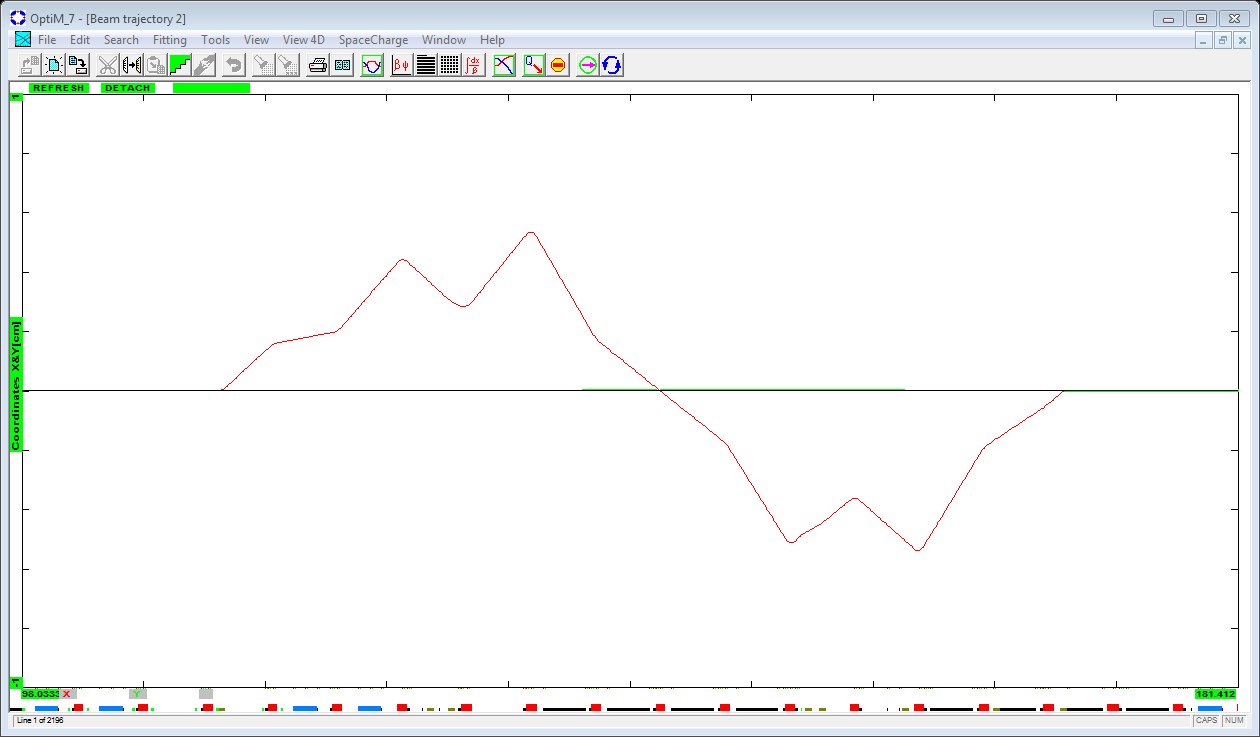 OptiM_7 - [Beam trajectory 2]
File Edit Search Fitting Tools View View 4D SpaceCharge Window Help
REFRESH DETACH
1
Coordinates X&Y[cm]
-1
98.0333 X Y 181.412
Line 1 of 2196 CAPS NUM